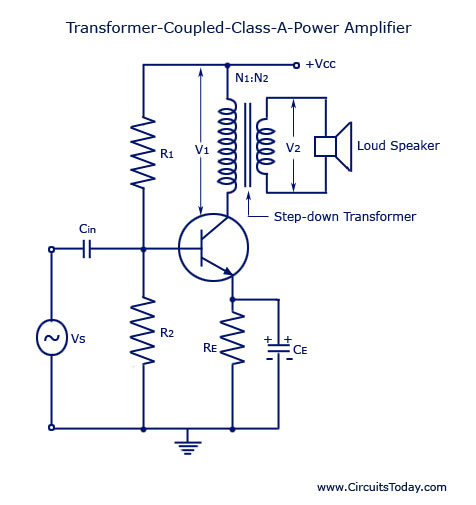 Transformer-Coupled-Class-A-Power Amplifier
+Vcc
N1:N2
R1
V1
V2
Loud Speaker
Step-down Transformer
Cin
Vs
R2
RE
+ +
CE
- -
www.CircuitsToday.com